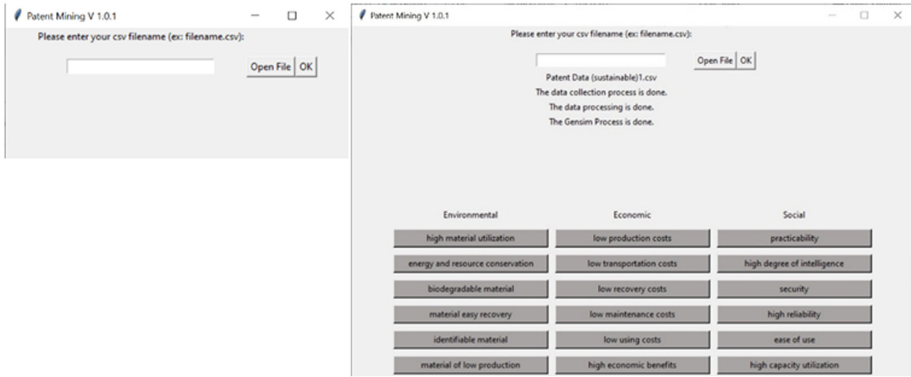 Patent Mining V 1.0.1
Please enter your csv filename (ex: filename.csv):
Open File OK
Patent Mining V 1.0.1
Please enter your csv filename (ex: filename.csv):
Open File OK
Patent Data (sustainable)1.csv
The data collection process is done.
The data processing is done.
The Gensim Process is done.
Environmental Economic Social
high material utilization low production costs practicability
energy and resource conservation low transportation costs high degree of intelligence
biodegradable material low recovery costs security
material easy recovery low maintenance costs high reliability
identifiable material low using costs ease of use
material of low production high economic benefits high capacity utilization